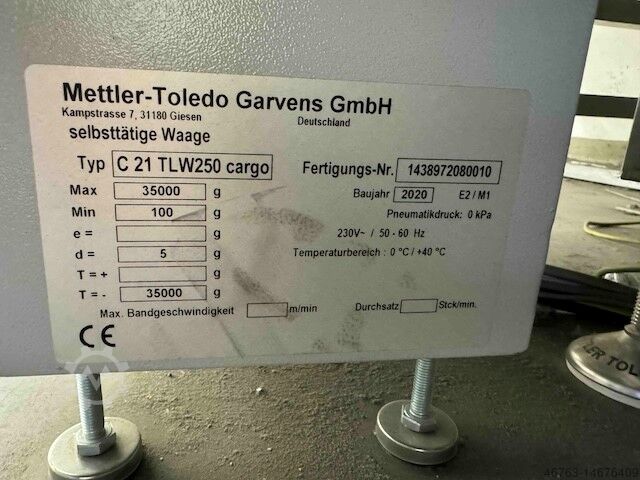 Mettler-Toledo Garvens GmbH
Kampstrasse 7, 31180 Giesen
Deutschland
selbsttätige Waage
Typ C 21 TLW250 cargo
Fertigungs-Nr. 1438972080010
Max 35000 g
Baujahr 2020 E2 / M1
Min 100 g
Pneumatikdruck: 0 kPa
e = g
230V~ / 50 - 60 Hz
d = 5 g
Temperaturbereich : 0 °C / +40 °C
T = + g
T = - 35000 g
Max. Bandgeschwindigkeit m/min
Durchsatz Stck/min.
CE
LER TOL
46763-14676409